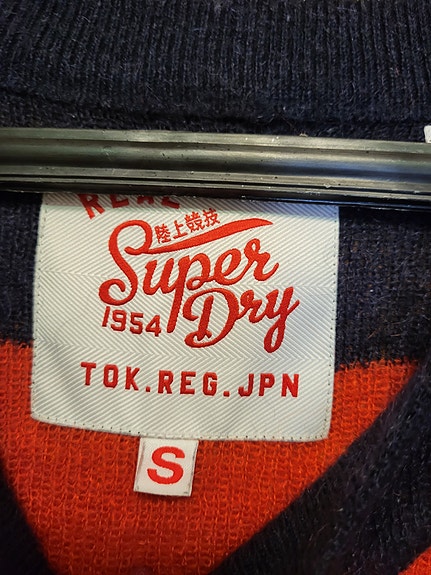 陸上競技
Super
1954 Dry
TOK.REG.JPN
S